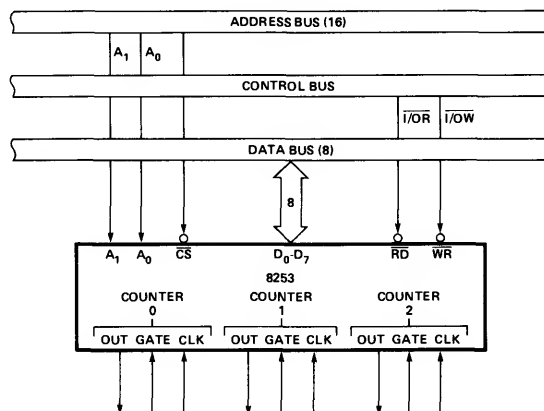 ADDRESS BUS (16)
A1 A0
CONTROL BUS
I/OR I/OW
DATA BUS (8)
8
A1 A0 CS D0-D7 RD WR
8253
COUNTER 0 COUNTER 1 COUNTER 2
OUT GATE CLK OUT GATE CLK OUT GATE CLK